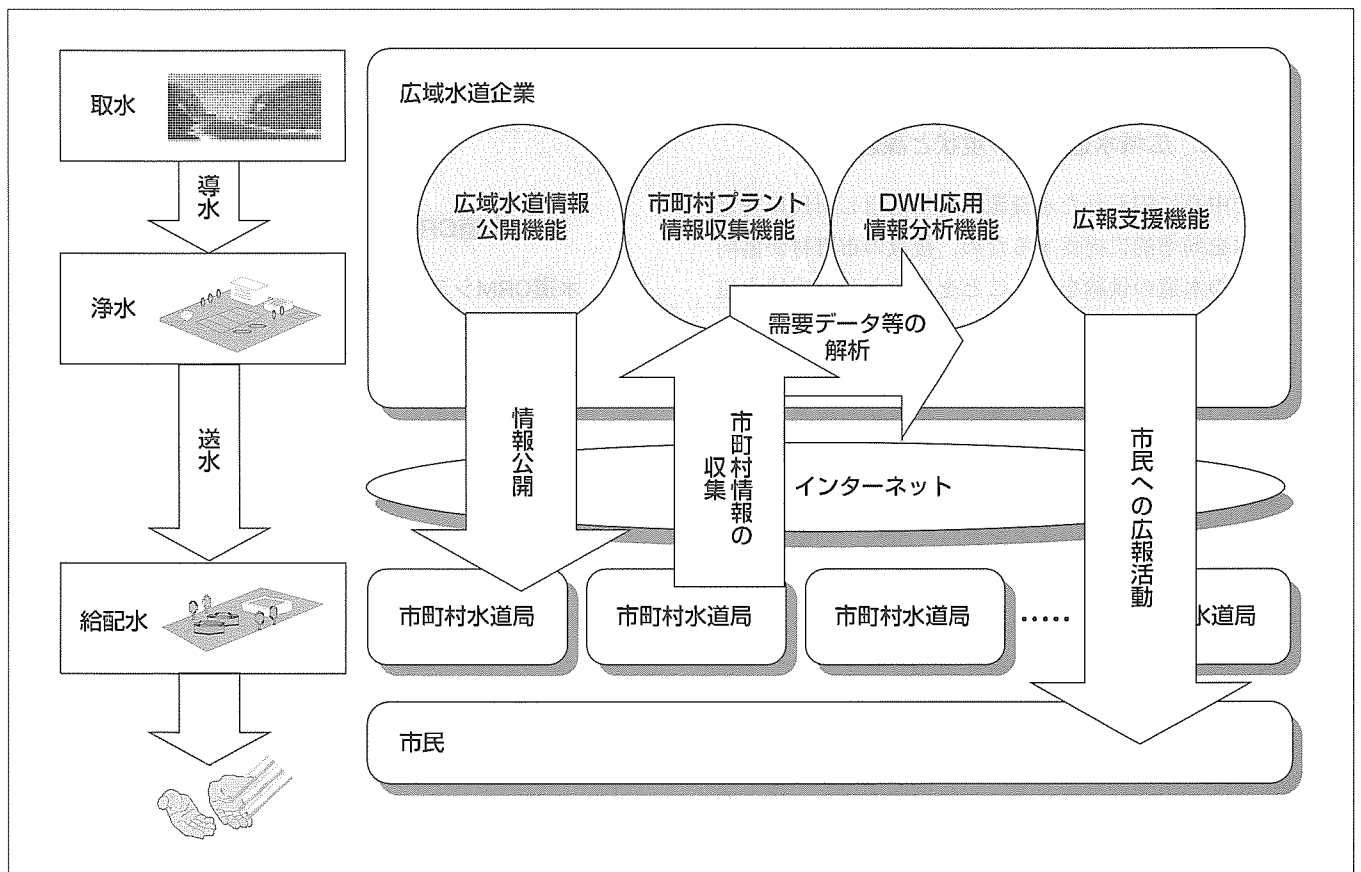 取水
導水
浄水
送水
給配水
広域水道企業
広域水道情報
公開機能
市町村プラント
情報収集機能
DWH応用
情報分析機能
広報支援機能
需要データ等の
解析
情報公開
市町村情報の
収集
市民への広報活動
インターネット
市町村水道局
市町村水道局
市町村水道局
·····
水道局
市民